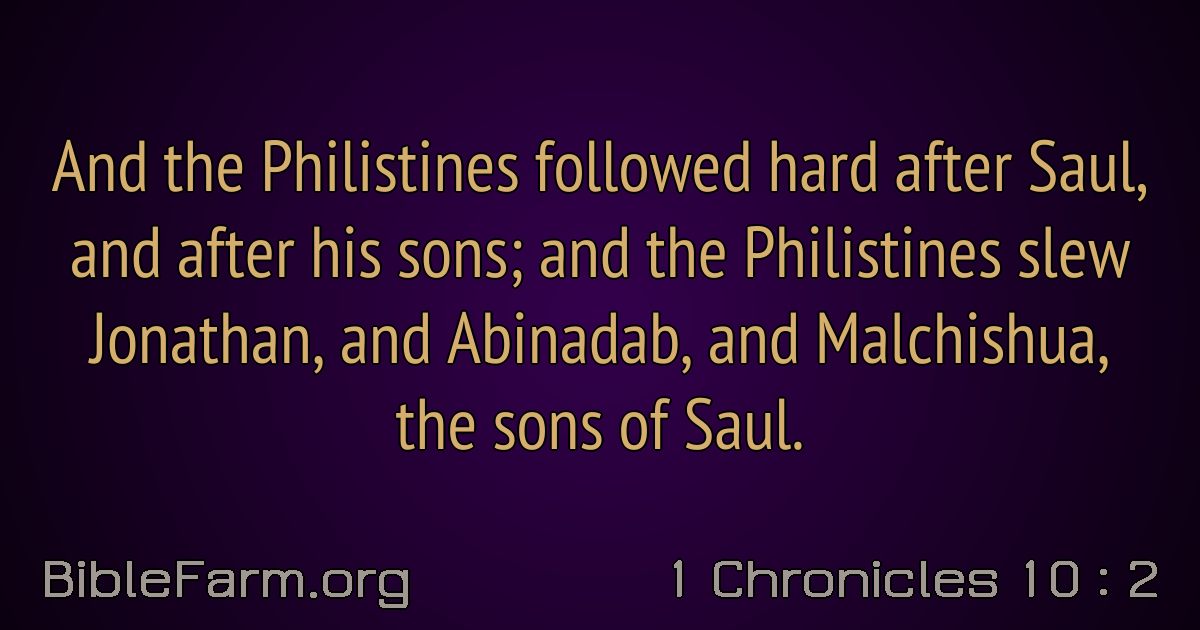 And the Philistines followed hard after Saul,
and after his sons; and the Philistines slew
Jonathan, and Abinadab, and Malchishua,
the sons of Saul.
BibleFarm.org
1 Chronicles 10 : 2